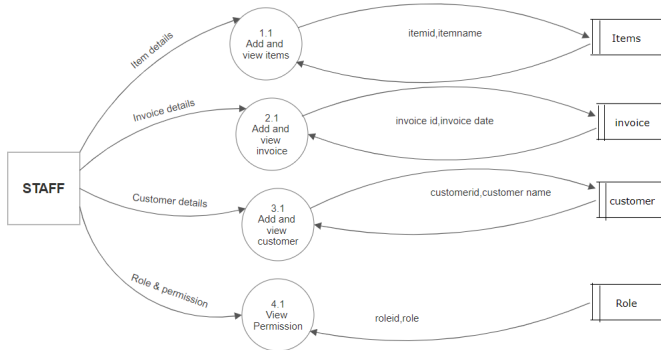 Item details
1.1
Add and
view items
itemid,itemname
Items
Invoice details
2.1
Add and
view
invoice
invoice id,invoice date
invoice
STAFF
Customer details
3.1
Add and
view
customer
customerid,customer name
customer
Role & permission
4.1
View
Permission
roleid,role
Role